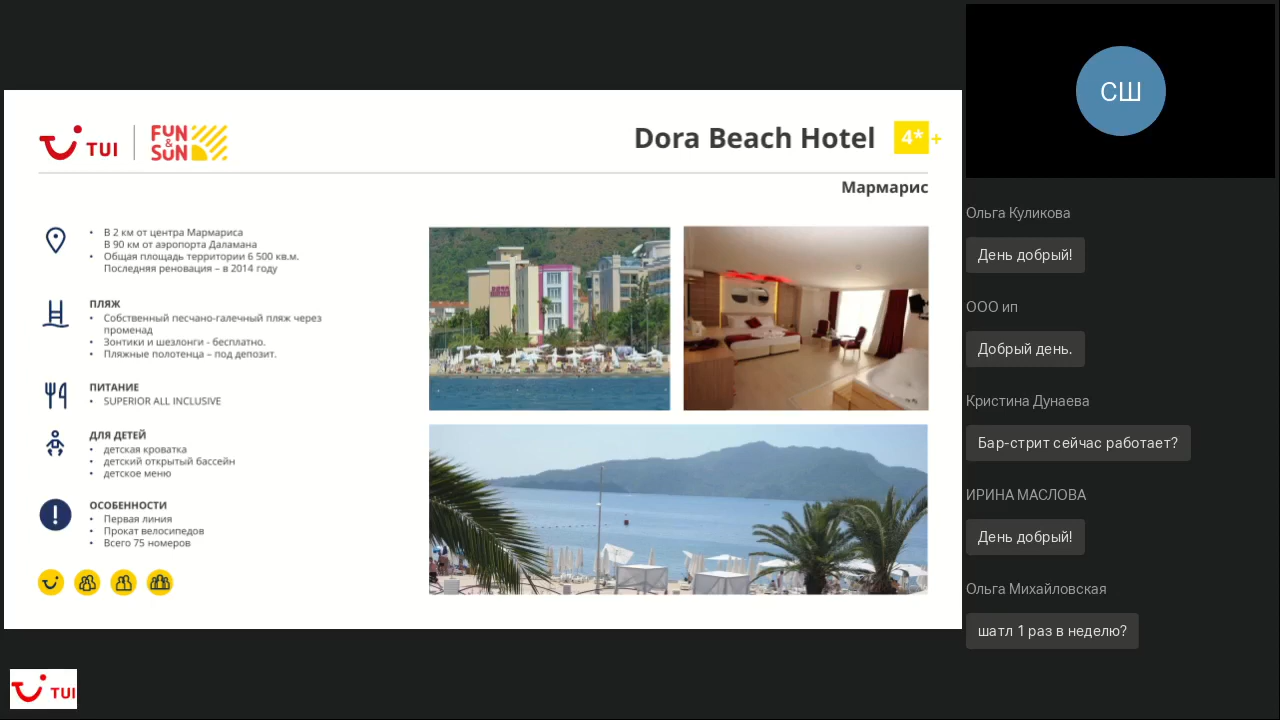 TUI
FUN
&
SUN
Dora Beach Hotel
4*+
Мармарис
• В 2 км от центра Мармариса
В 90 км от аэропорта Даламана
• Общая площадь территории 6 500 кв.м.
Последняя реновация – в 2014 году
ПЛЯЖ
• Собственный песчано-галечный пляж через
променад
• Зонтики и шезлонги - бесплатно.
• Пляжные полотенца – под депозит.
ПИТАНИЕ
• SUPERIOR ALL INCLUSIVE
ДЛЯ ДЕТЕЙ
• детская кроватка
• детский открытый бассейн
• детское меню
ОСОБЕННОСТИ
• Первая линия
• Прокат велосипедов
• Всего 75 номеров
TUI
СШ
Ольга Куликова
День добрый!
ООО ип
Добрый день.
Кристина Дунаева
Бар-стрит сейчас работает?
ИРИНА МАСЛОВА
День добрый!
Ольга Михайловская
шатл 1 раз в неделю?